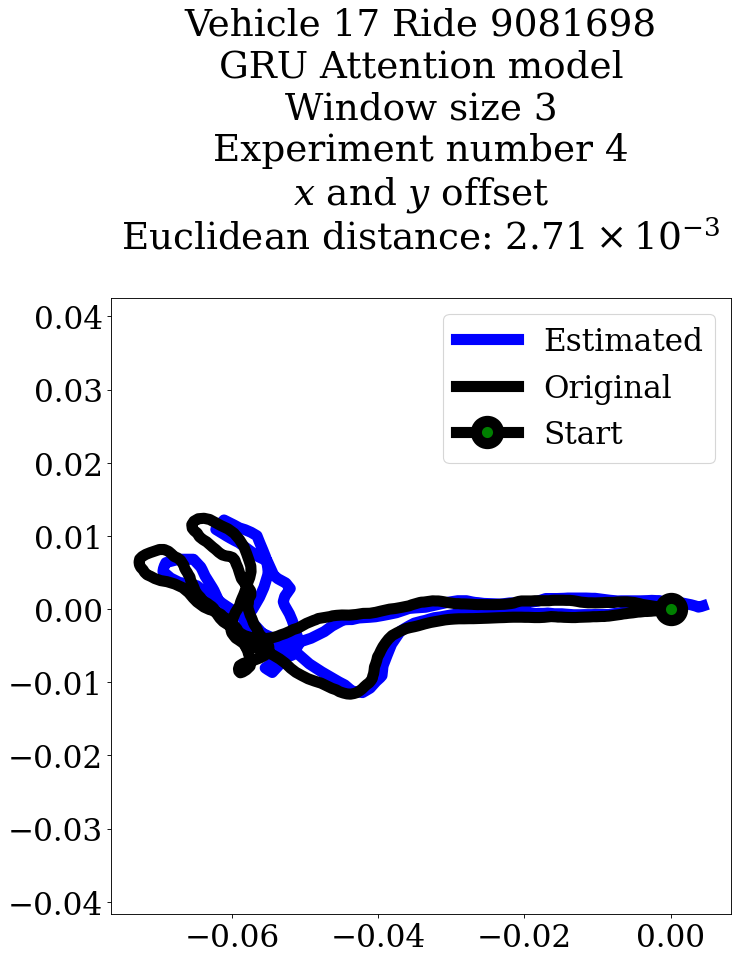 Vehicle 17 Ride 9081698
GRU Attention model
Window size 3
Experiment number 4
x and y offset
Euclidean distance: 2.71 × 10⁻³
Estimated
Original
Start
0.04
0.03
0.02
0.01
0.00
−0.01
−0.02
−0.03
−0.04
−0.06 −0.04 −0.02 0.00